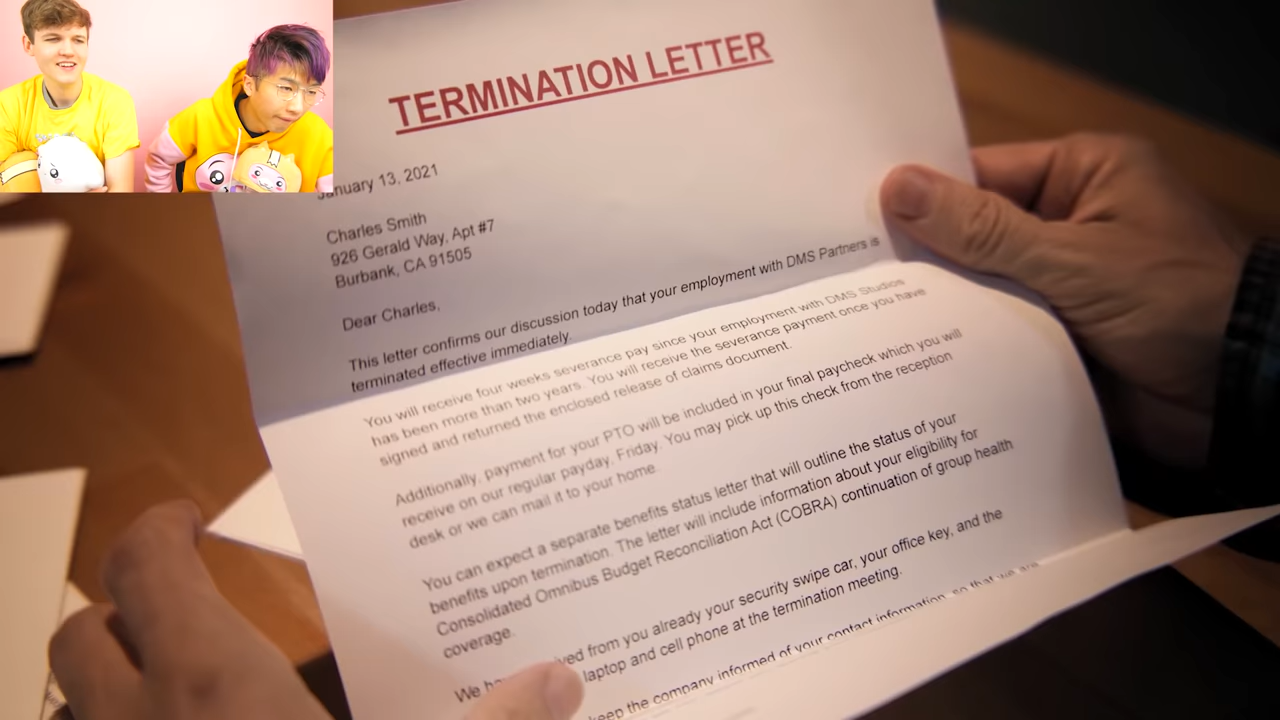 TERMINATION LETTER
January 13, 2021
Charles Smith
926 Gerald Way, Apt #7
Burbank, CA 91505
Dear Charles,
This letter confirms our discussion today that your employment with DMS Partners is
terminated effective immediately.
You will receive four weeks severance pay since your employment with DMS Studios
has been more than two years. You will receive the severance payment once you have
signed and returned the enclosed release of claims document.
Additionally, payment for your PTO will be included in your final paycheck which you will
receive on our regular payday, Friday. You may pick up this check from the reception
desk or we can mail it to your home.
You can expect a separate benefits status letter that will outline the status of your
benefits upon termination. The letter will include information about your eligibility for
Consolidated Omnibus Budget Reconciliation Act (COBRA) continuation of group health
coverage.
We from you already your security swipe car, your office key, and the
laptop and cell phone at the termination meeting.
keep the company informed of your contact information so that we are